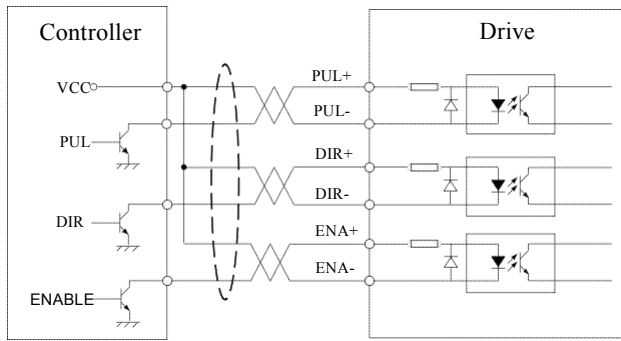 Controller
Drive
VCC
PUL+
PUL-
PUL
DIR+
DIR-
DIR
ENA+
ENA-
ENABLE